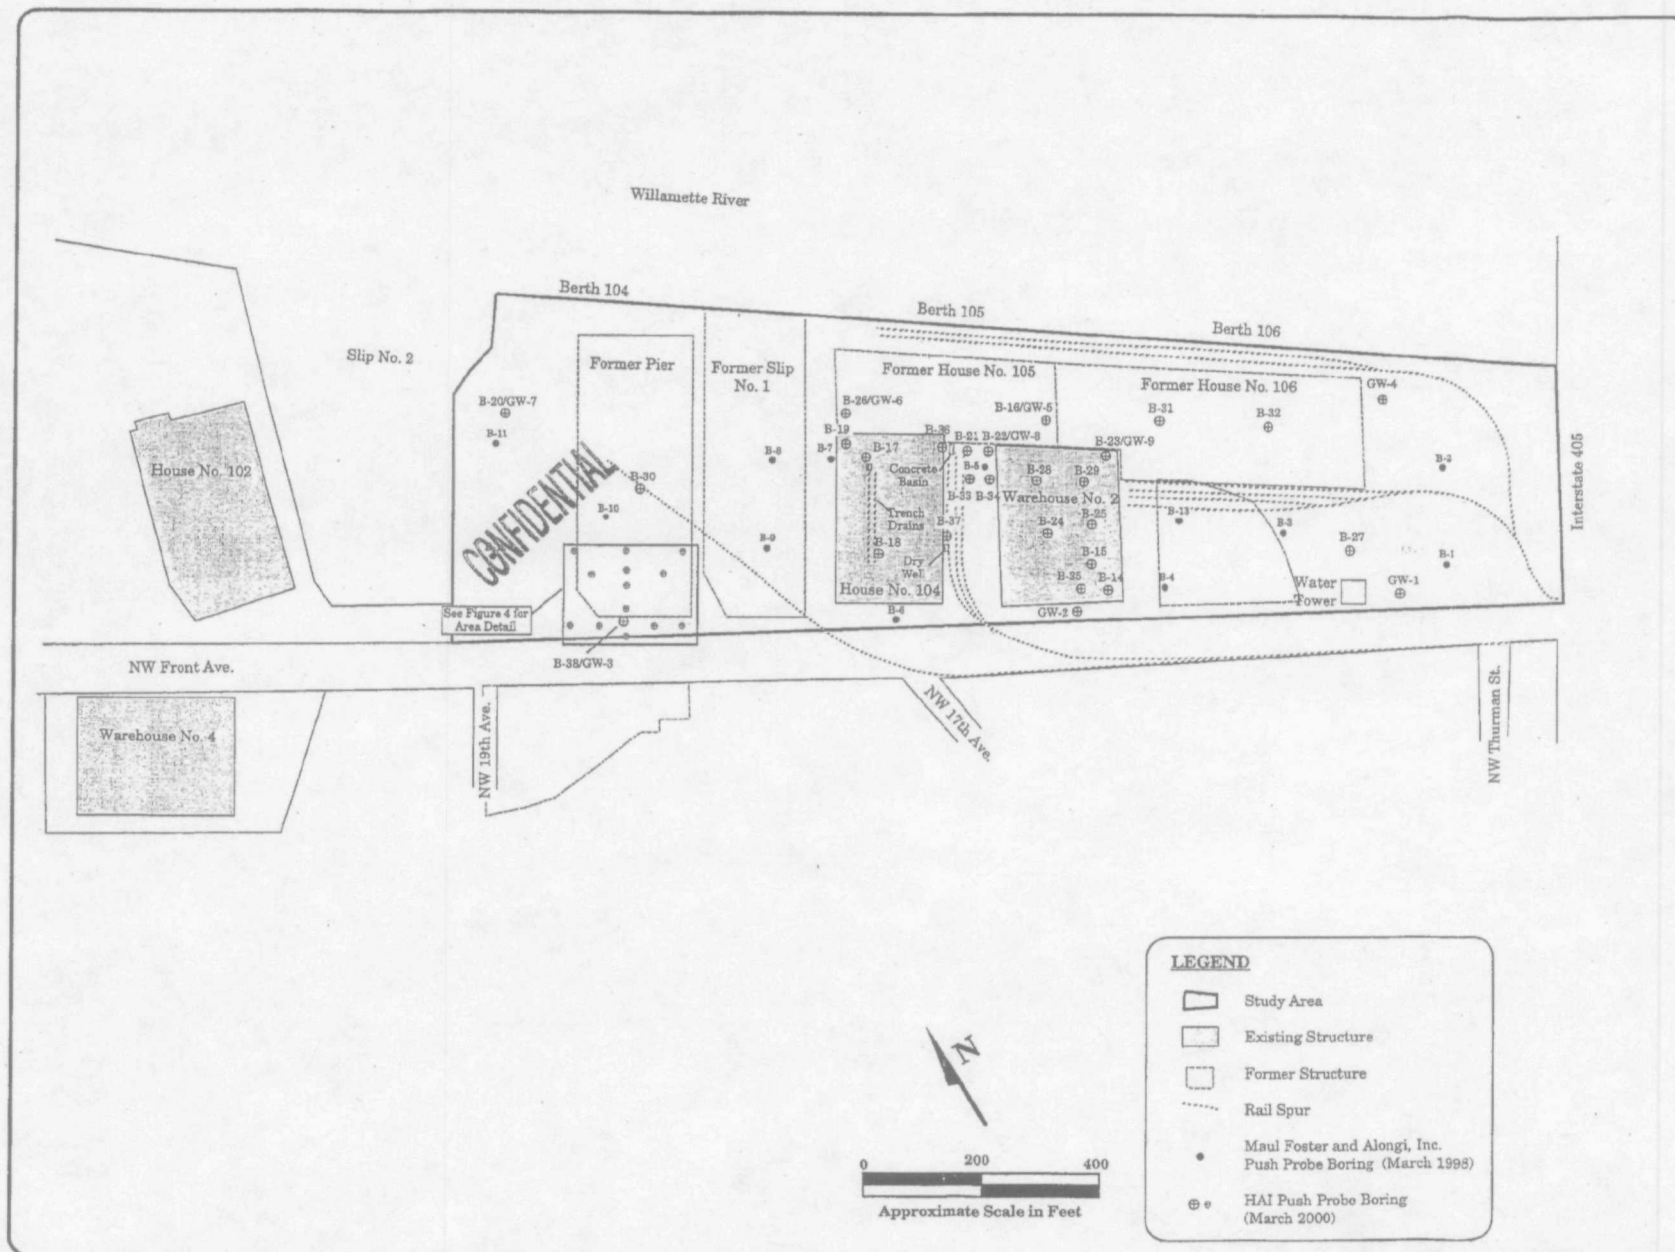 Willamette River
Berth 104
Berth 105
Berth 106
Slip No. 2
Former Pier
Former Slip
No. 1
Former House No. 105
Former House No. 106
GW-4
B-20/GW-7
B-11
B-26/GW-6
B-16/GW-5
B-31
B-32
B-19
B-17
B-36
B-21
B-22/GW-8
B-23/GW-9
B-8
B-7
B-2
House No. 102
CONFIDENTIAL
B-30
B-10
Concrete
Basin
B-5
B-33
B-34
B-28
B-29
Warehouse No. 2
Interstate 405
Trench
Drains
B-37
B-24
B-25
B-13
B-3
B-9
B-18
Dry
Well
B-15
B-27
B-1
House No. 104
B-35
B-14
B-4
Water
Tower
GW-1
See Figure 4 for
Area Detail
B-6
GW-2
B-38/GW-3
NW Front Ave.
Warehouse No. 4
NW 19th Ave.
NW 17th Ave.
NW Thurman St.
LEGEND
Study Area
Existing Structure
Former Structure
Rail Spur
Maul Foster and Alongi, Inc.
Push Probe Boring (March 1998)
HAI Push Probe Boring
(March 2000)
N
0 200 400
Approximate Scale in Feet